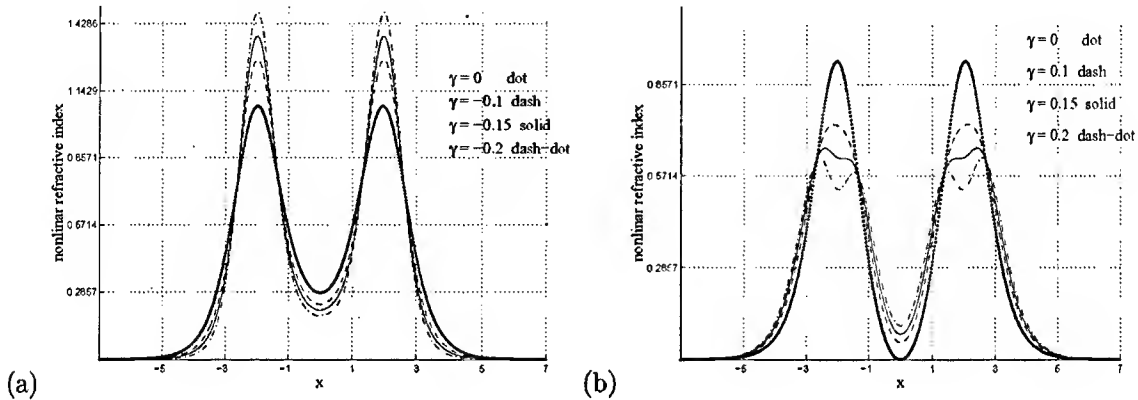 1.4286
1.1429
0.8571
0.5714
0.2857
nonlinar refractive index
γ = 0 dot
γ = −0.1 dash
γ = −0.15 solid
γ = −0.2 dash-dot
-5 -3 -1 1 3 5 7
x
(a)
0.8571
0.5714
0.2857
nonlinar refractive index
γ = 0 dot
γ = 0.1 dash
γ = 0.15 solid
γ = 0.2 dash-dot
-5 -3 -1 1 3 5 7
x
(b)